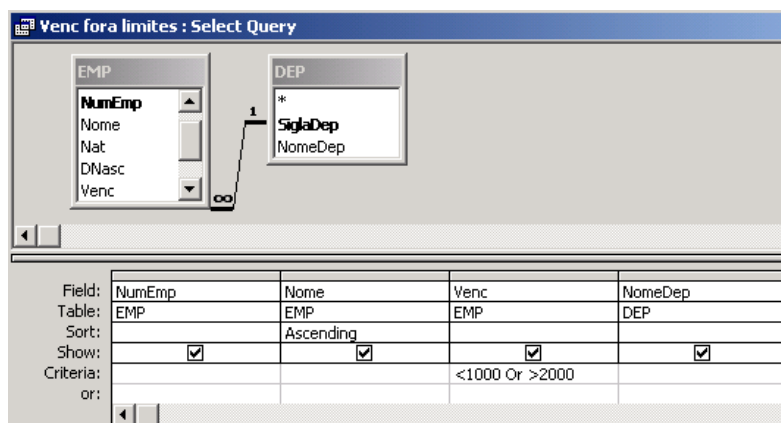 Venc fora limites : Select Query
EMP
NumEmp
Nome
Nat
DNasc
Venc
DEP
*
SiglaDep
NomeDep
1
∞
Field: NumEmp Nome Venc NomeDep
Table: EMP EMP EMP DEP
Sort: Ascending
Show:
Criteria: <1000 Or >2000
or: